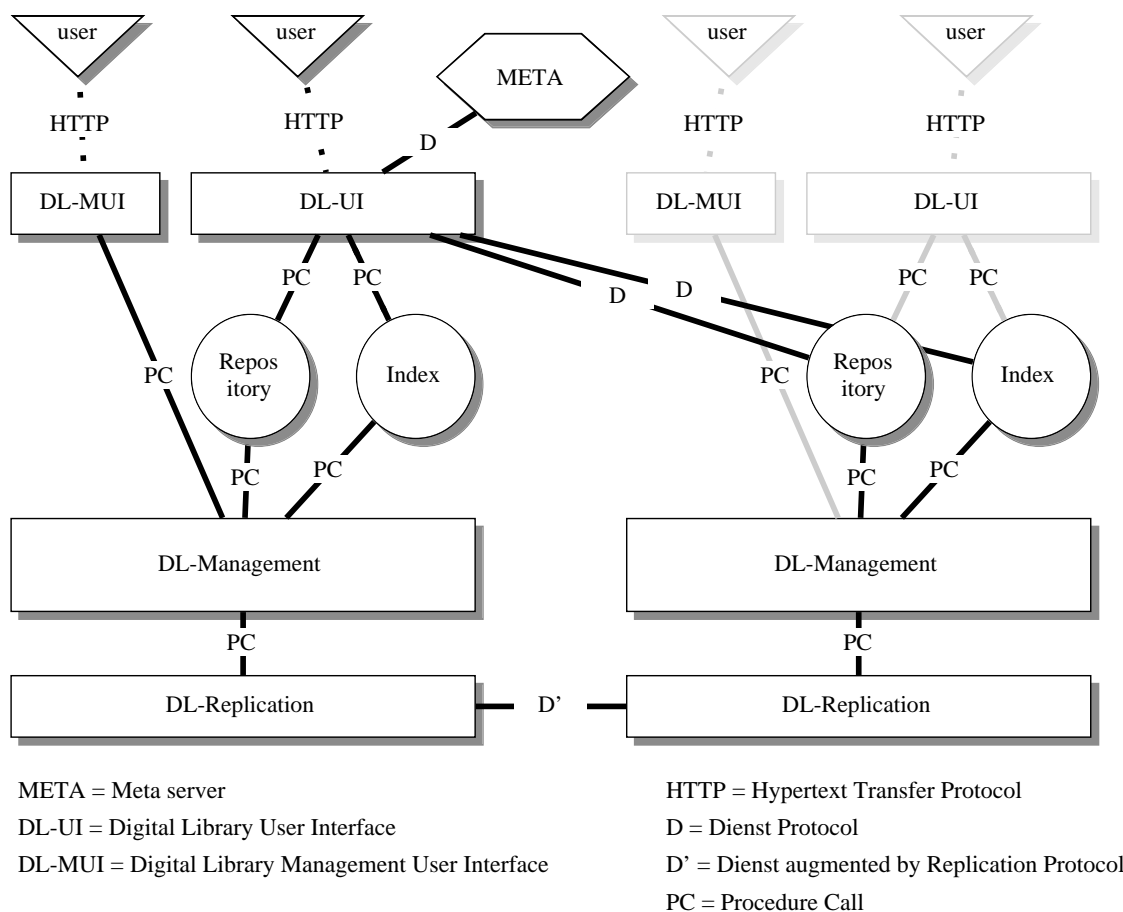 user
user
user
user
META
HTTP
HTTP
HTTP
HTTP
D
DL-MUI
DL-UI
DL-MUI
DL-UI
PC
PC
PC
PC
D
D
PC
Repos
itory
Index
PC
Repos
itory
Index
PC
PC
PC
PC
DL-Management
DL-Management
PC
PC
DL-Replication
D’
DL-Replication
META = Meta server
DL-UI = Digital Library User Interface
DL-MUI = Digital Library Management User Interface
HTTP = Hypertext Transfer Protocol
D = Dienst Protocol
D’ = Dienst augmented by Replication Protocol
PC = Procedure Call